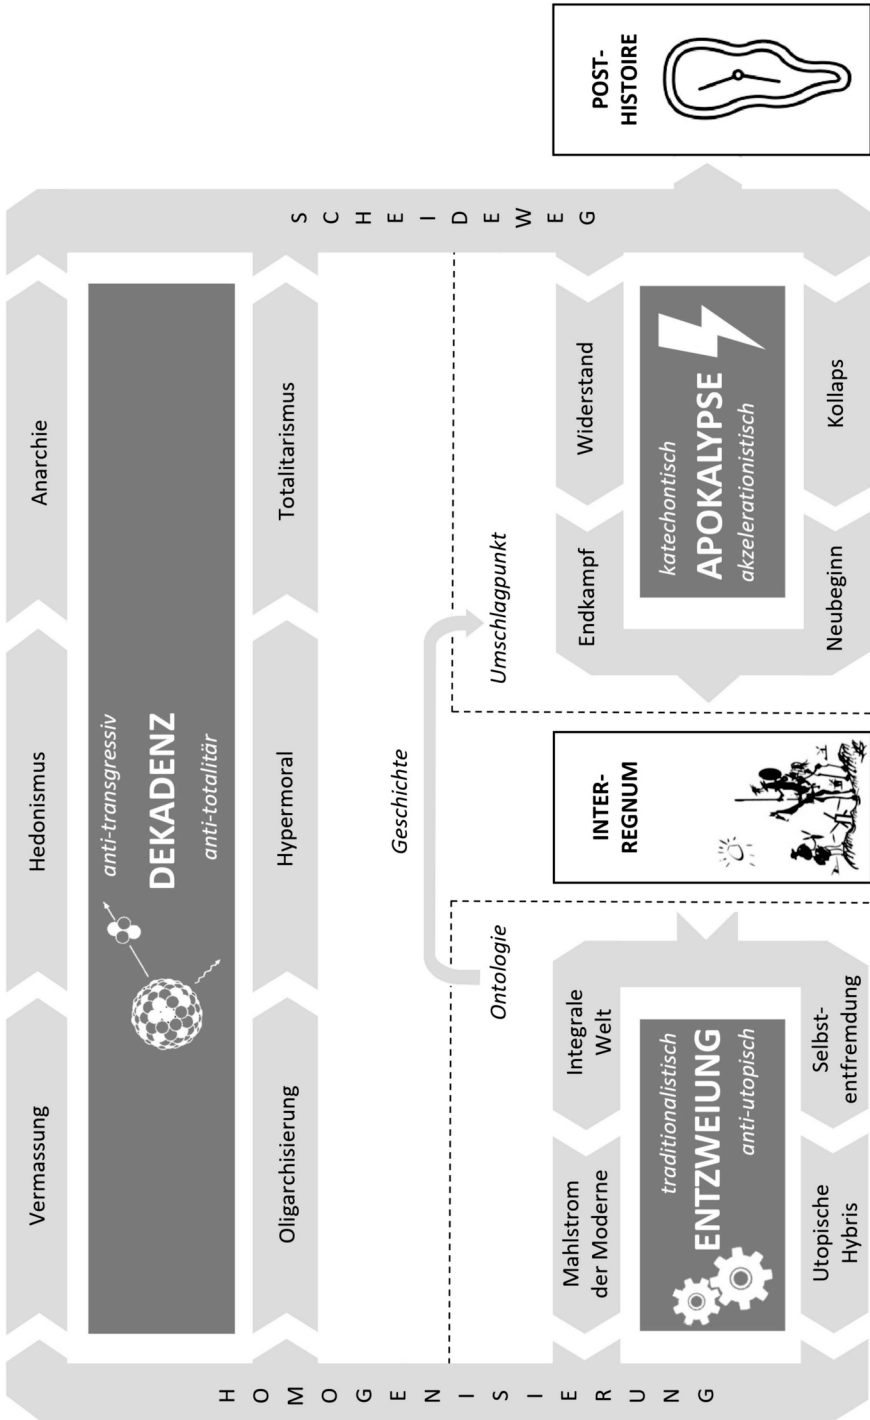 Vermassung
Hedonismus
Anarchie
anti-transgressiv
DEKADENZ
anti-totalitär
Oligarchisierung
Hypermoral
Totalitarismus
HOMOGENISIERUNG
SCHEIDEWEG
Geschichte
Ontologie
Umschlagpunkt
Mahlstrom
der Moderne
Integrale
Welt
traditionalistisch
ENTZWEIUNG
anti-utopisch
Utopische
Hybris
Selbst-
entfremdung
INTER-
REGNUM
Endkampf
Widerstand
katechontisch
APOKALYPSE
akzelerationistisch
Neubeginn
Kollaps
POST-
HISTOIRE